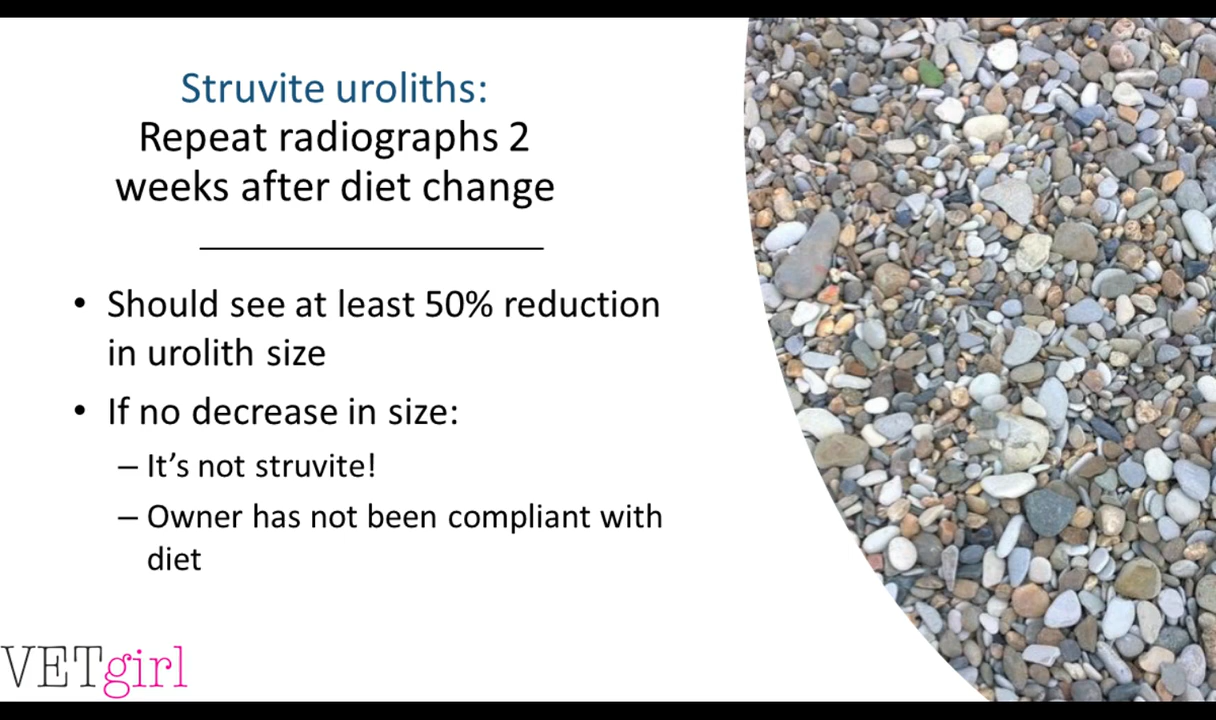 Struvite uroliths:
Repeat radiographs 2
weeks after diet change
• Should see at least 50% reduction
in urolith size
• If no decrease in size:
– It’s not struvite!
– Owner has not been compliant with
diet
VETgirl